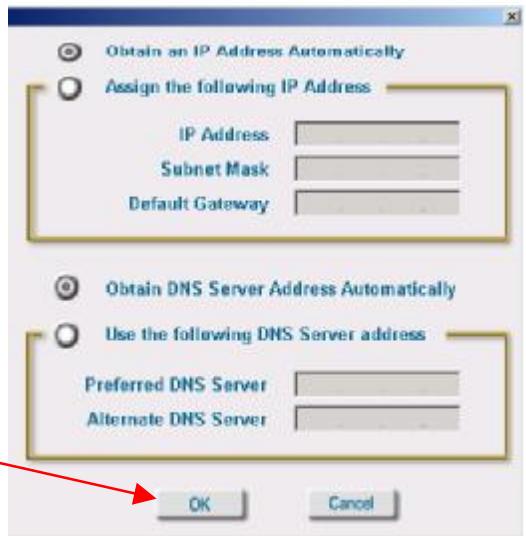 Obtain an IP Address Automatically
Assign the following IP Address
IP Address
Subnet Mask
Default Gateway
Obtain DNS Server Address Automatically
Use the following DNS Server address
Preferred DNS Server
Alternate DNS Server
OK
Cancel